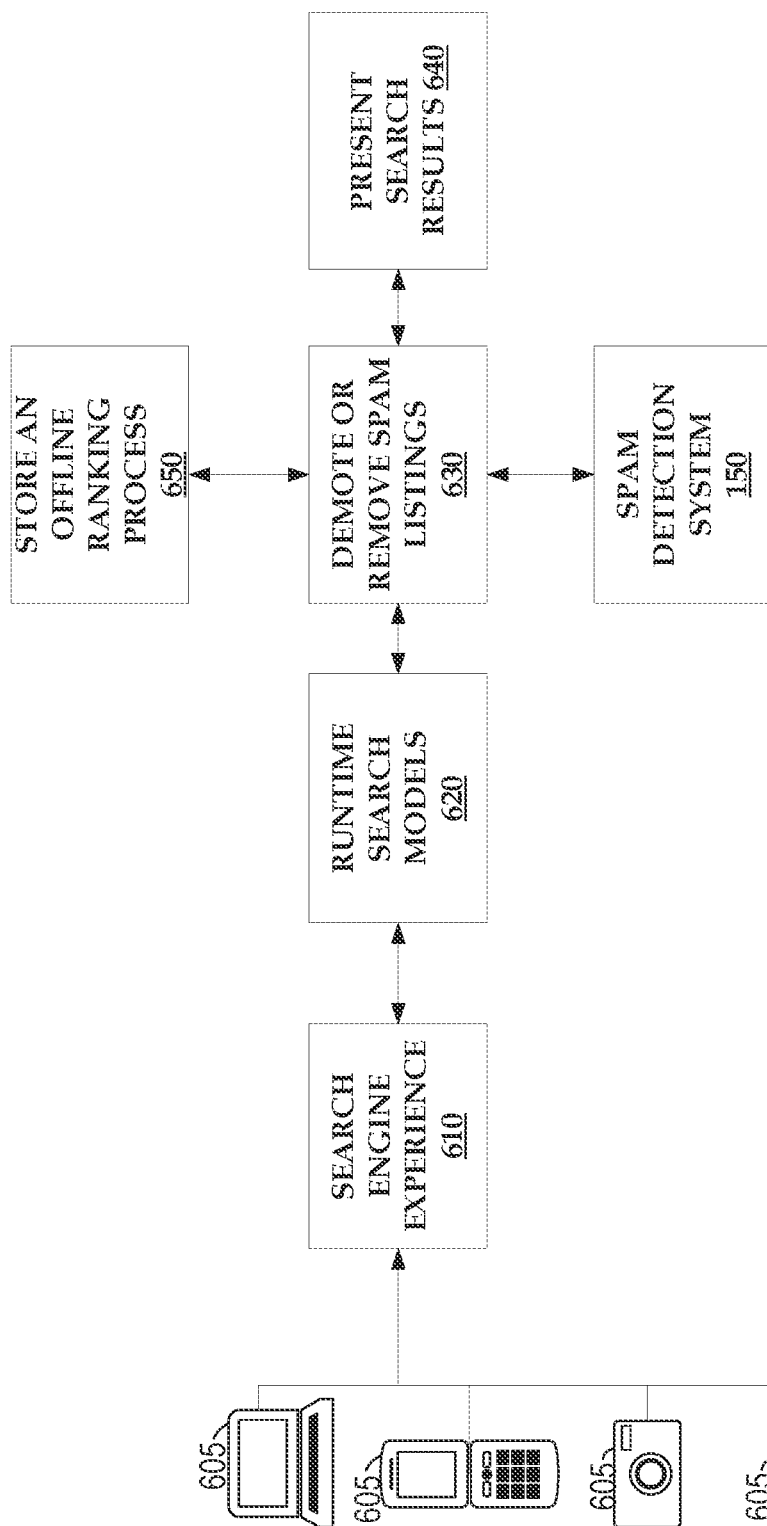 605
605
605
605
SEARCH
ENGINE
EXPERIENCE
610
RUNTIME
SEARCH
MODELS
620
STORE AN
OFFLINE
RANKING
PROCESS
650
DEMOTE OR
REMOVE SPAM
LISTINGS
630
SPAM
DETECTION
SYSTEM
150
PRESENT
SEARCH
RESULTS 640